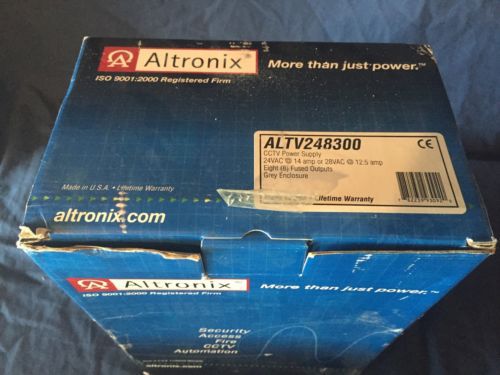 Altronix®
More than just power.™
ISO 9001:2000 Registered Firm
ALTV248300
CCTV Power Supply
24VAC @ 14 amp or 28VAC @ 12.5 amp
Eight (8) Fused Outputs
Grey Enclosure
CE
Lifetime Warranty
Made in U.S.A. • Lifetime Warranty
altronix.com
Altronix®
More than just power.™
ISO 9001:2000 Registered Firm
Security
Access
Fire
CCTV
Automation
altronix.com